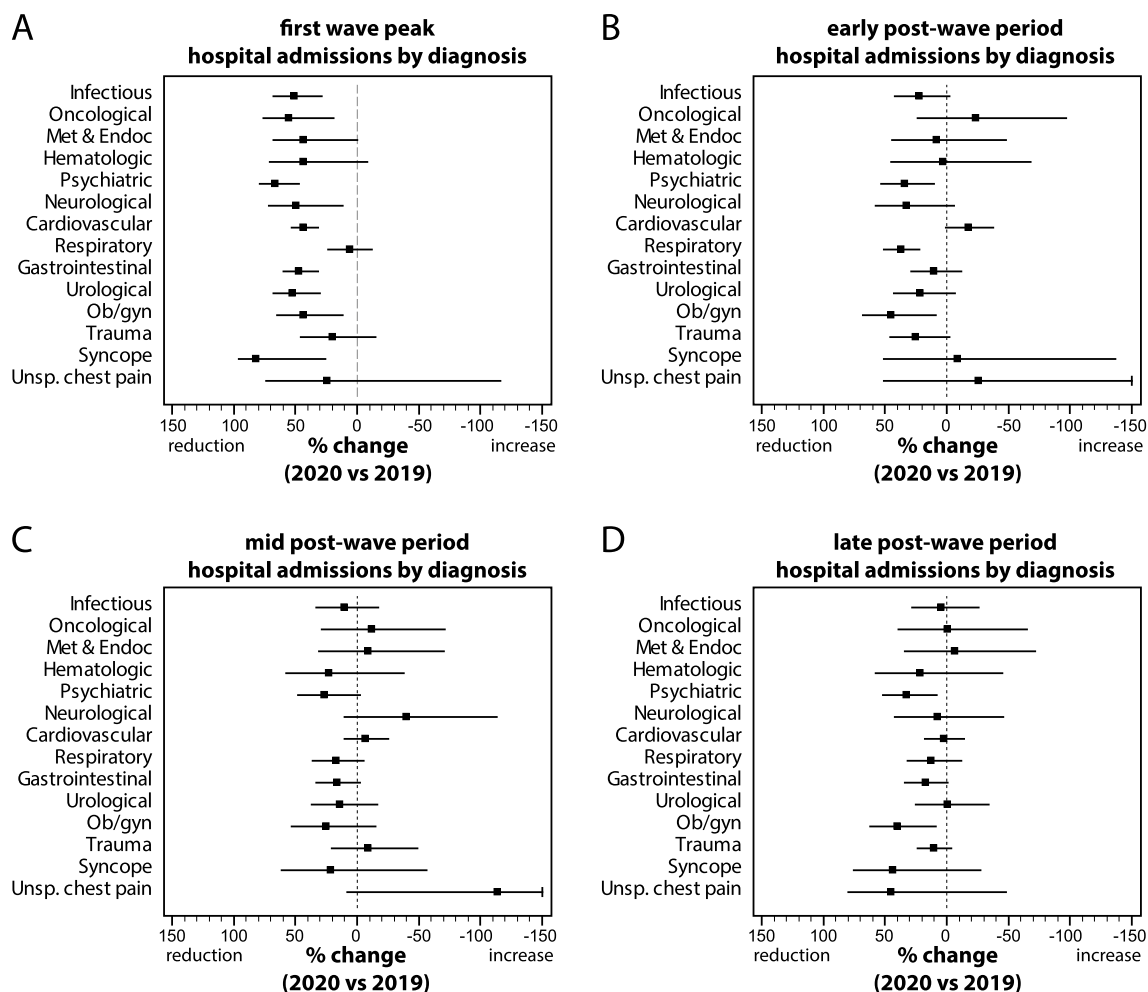 A
first wave peak
hospital admissions by diagnosis
Infectious
Oncological
Met & Endoc
Hematologic
Psychiatric
Neurological
Cardiovascular
Respiratory
Gastrointestinal
Urological
Ob/gyn
Trauma
Syncope
Unsp. chest pain
150 100 50 0 -50 -100 -150
reduction % change increase
(2020 vs 2019)
B
early post-wave period
hospital admissions by diagnosis
Infectious
Oncological
Met & Endoc
Hematologic
Psychiatric
Neurological
Cardiovascular
Respiratory
Gastrointestinal
Urological
Ob/gyn
Trauma
Syncope
Unsp. chest pain
150 100 50 0 -50 -100 -150
reduction % change increase
(2020 vs 2019)
C
mid post-wave period
hospital admissions by diagnosis
Infectious
Oncological
Met & Endoc
Hematologic
Psychiatric
Neurological
Cardiovascular
Respiratory
Gastrointestinal
Urological
Ob/gyn
Trauma
Syncope
Unsp. chest pain
150 100 50 0 -50 -100 -150
reduction % change increase
(2020 vs 2019)
D
late post-wave period
hospital admissions by diagnosis
Infectious
Oncological
Met & Endoc
Hematologic
Psychiatric
Neurological
Cardiovascular
Respiratory
Gastrointestinal
Urological
Ob/gyn
Trauma
Syncope
Unsp. chest pain
150 100 50 0 -50 -100 -150
reduction % change increase
(2020 vs 2019)